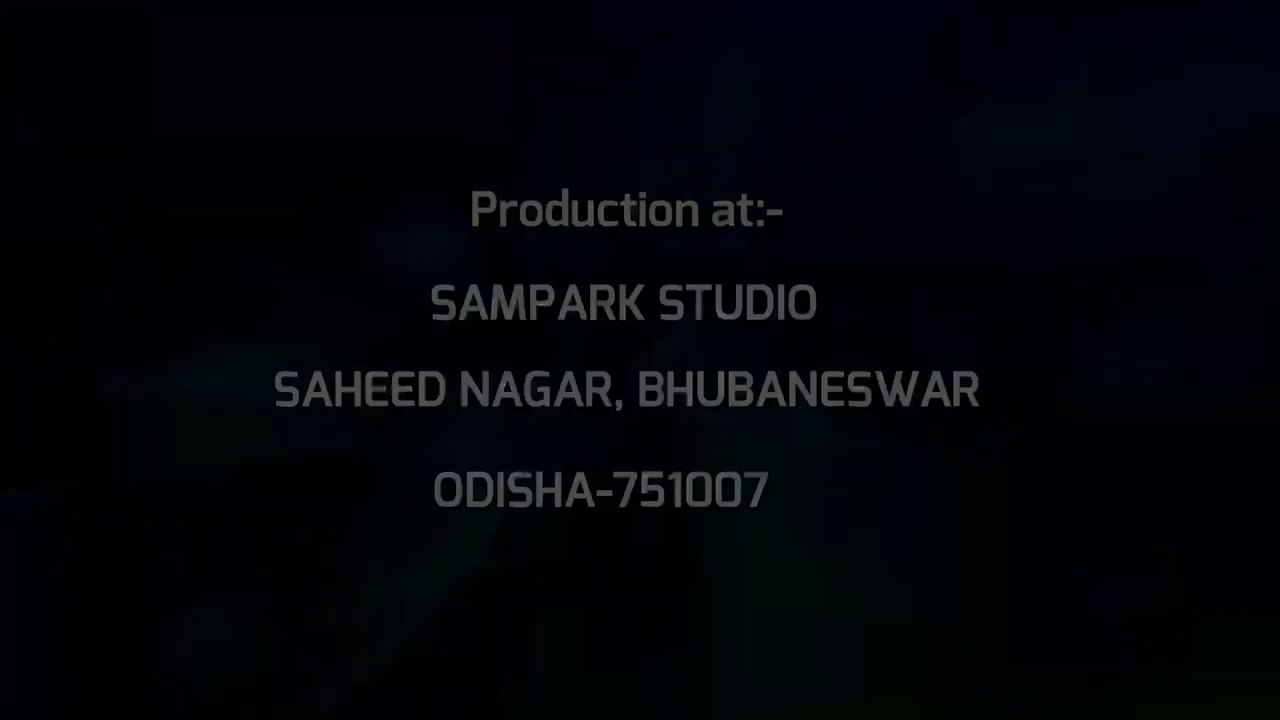 Production at:-
SAMPARK STUDIO
SAHEED NAGAR, BHUBANESWAR
ODISHA-751007